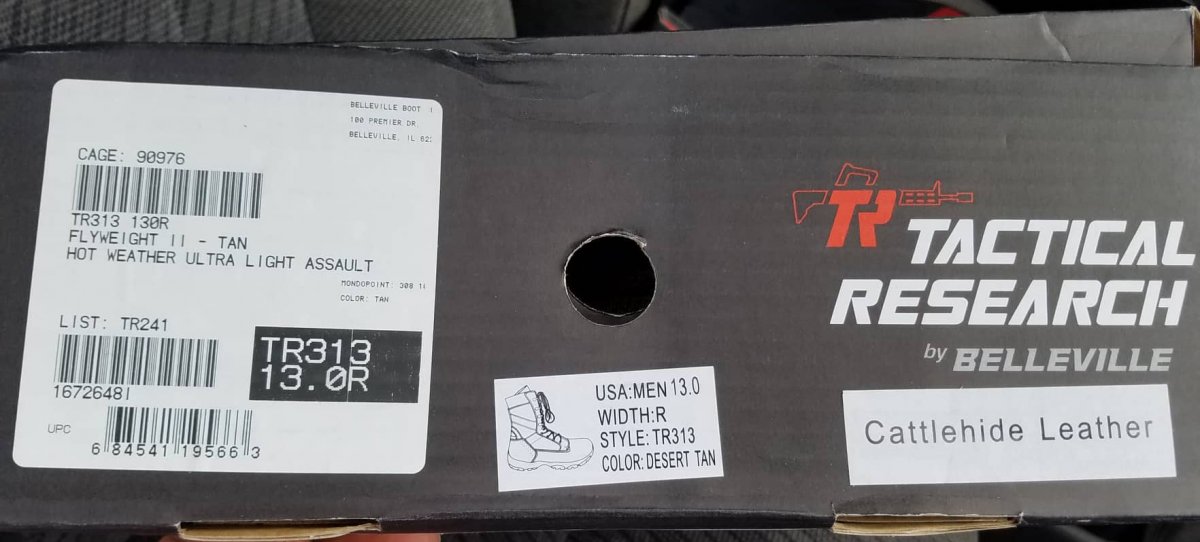 BELLEVILLE BOOT
100 PREMIER DR.
BELLEVILLE, IL
CAGE: 90976
TR313 130R
FLYWEIGHT II - TAN
HOT WEATHER ULTRA LIGHT ASSAULT
MONDOPOINT: 308
COLOR: TAN
LIST: TR241
TR313
13.0R
16726481
UPC
6 84541 19566 3
USA:MEN 13.0
WIDTH:R
STYLE: TR313
COLOR: DESERT TAN
TR
TACTICAL
RESEARCH
by BELLEVILLE
Cattlehide Leather